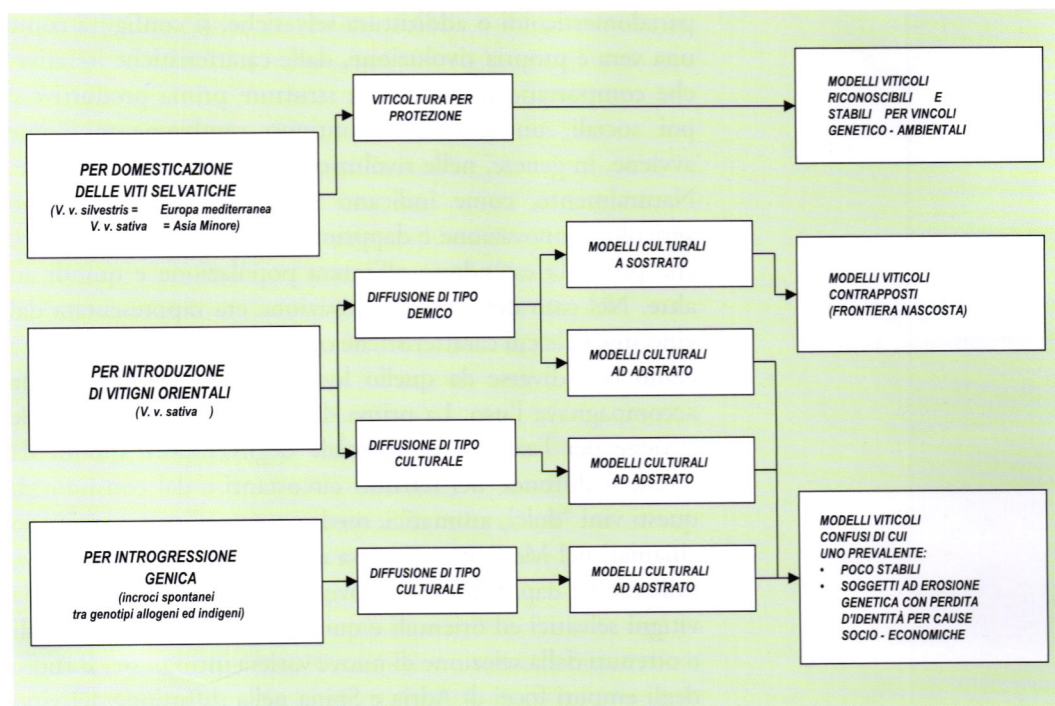 VITICOLTURA PER
PROTEZIONE
MODELLI VITICOLI
RICONOSCIBILI E
STABILI PER VINCOLI
GENETICO - AMBIENTALI
PER DOMESTICAZIONE
DELLE VITI SELVATICHE
(V. v. silvestris = Europa mediterranea
V. v. sativa = Asia Minore)
MODELLI CULTURALI
A SOSTRATO
MODELLI VITICOLI
CONTRAPPOSTI
(FRONTIERA NASCOSTA)
DIFFUSIONE DI TIPO
DEMICO
MODELLI CULTURALI
AD ADSTRATO
PER INTRODUZIONE
DI VITIGNI ORIENTALI
(V. v. sativa )
DIFFUSIONE DI TIPO
CULTURALE
MODELLI CULTURALI
AD ADSTRATO
PER INTROGRESSIONE
GENICA
(incroci spontanei
tra genotipi allogeni ed indigeni)
DIFFUSIONE DI TIPO
CULTURALE
MODELLI CULTURALI
AD ADSTRATO
MODELLI VITICOLI
CONFUSI DI CUI
UNO PREVALENTE:
• POCO STABILI
• SOGGETTI AD EROSIONE
GENETICA CON PERDITA
D'IDENTITÀ PER CAUSE
SOCIO - ECONOMICHE